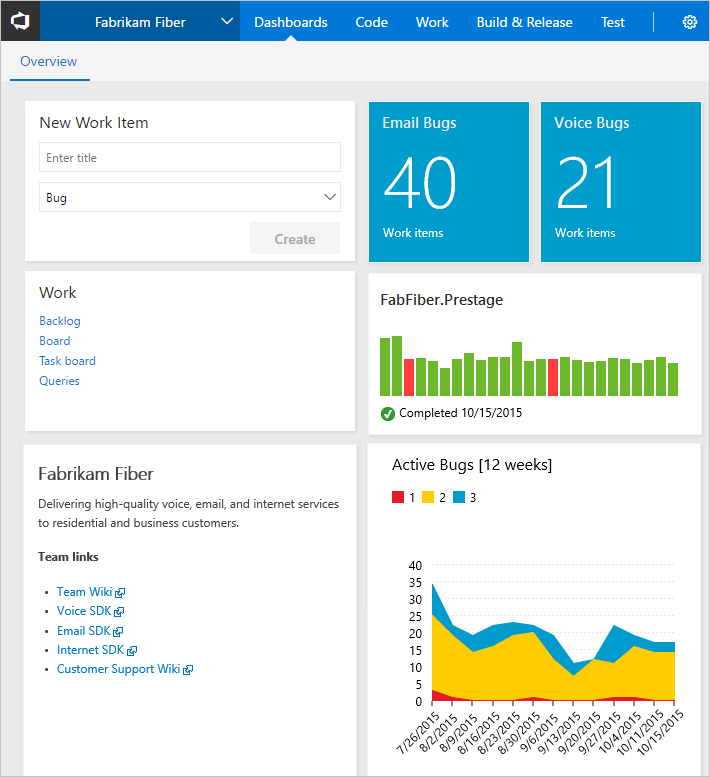 Fabrikam Fiber
Dashboards
Code
Work
Build & Release
Test
Overview
New Work Item
Enter title
Bug
Create
Email Bugs
40
Work items
Voice Bugs
21
Work items
Work
Backlog
Board
Task board
Queries
FabFiber.Prestage
Completed 10/15/2015
Fabrikam Fiber
Delivering high-quality voice, email, and internet services
to residential and business customers.
Team links
• Team Wiki
• Voice SDK
• Email SDK
• Internet SDK
• Customer Support Wiki
Active Bugs [12 weeks]
1 2 3
40
35
30
25
20
15
10
5
0
7/26/2015
8/2/2015
8/9/2015
8/16/2015
8/23/2015
8/30/2015
9/6/2015
9/13/2015
9/20/2015
9/27/2015
10/4/2015
10/11/2015
10/15/2015